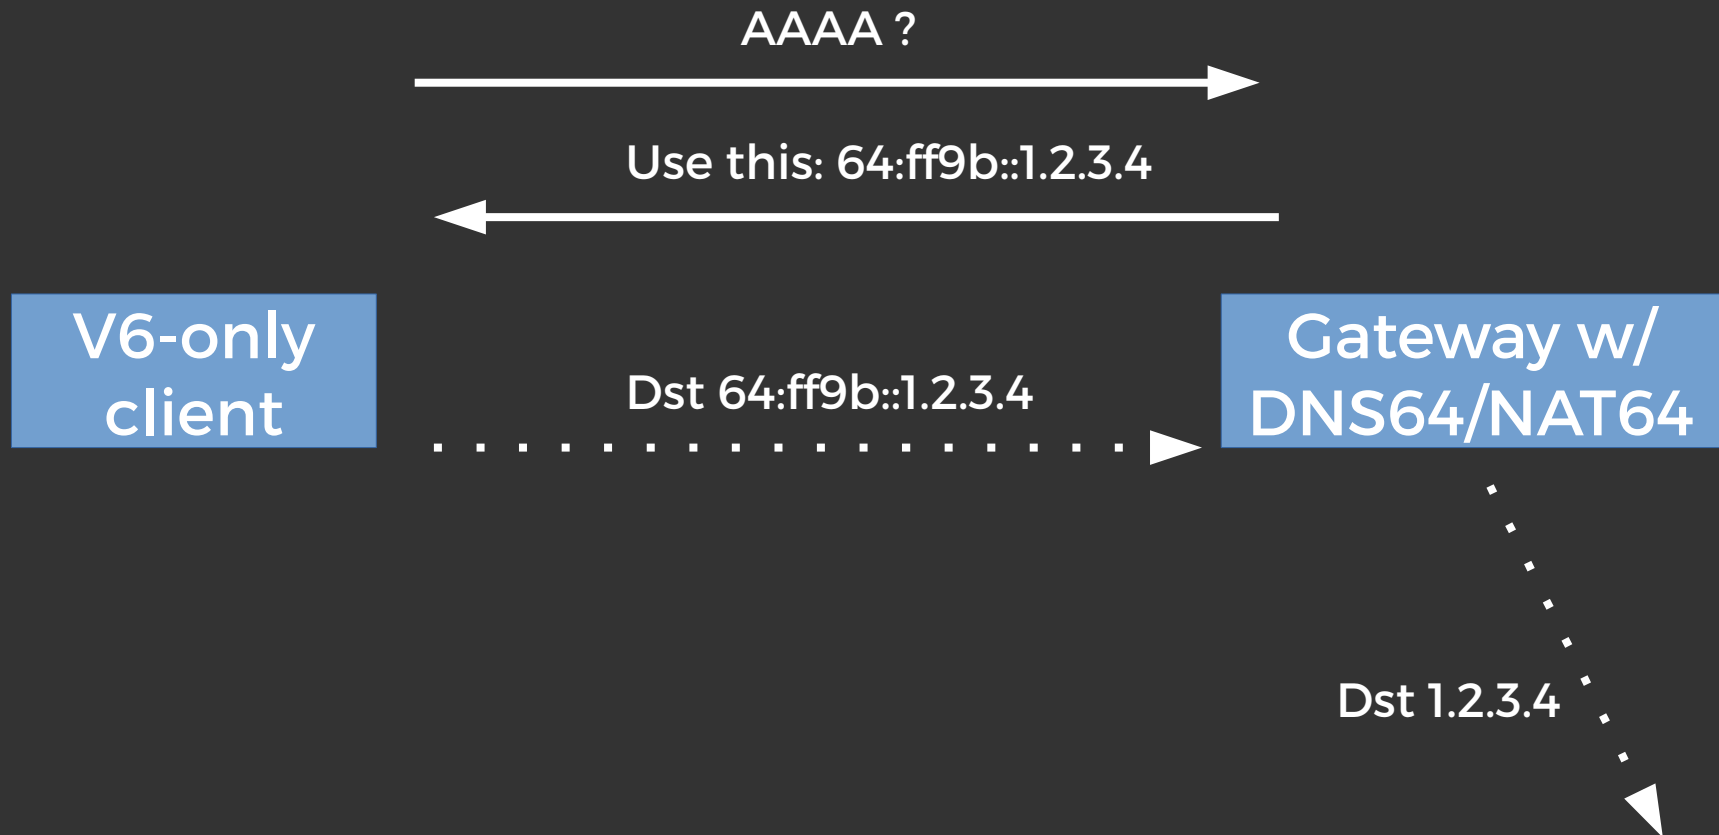 AAAA ?
Use this: 64:ff9b::1.2.3.4
V6-only
client
Dst 64:ff9b::1.2.3.4
Gateway w/
DNS64/NAT64
Dst 1.2.3.4